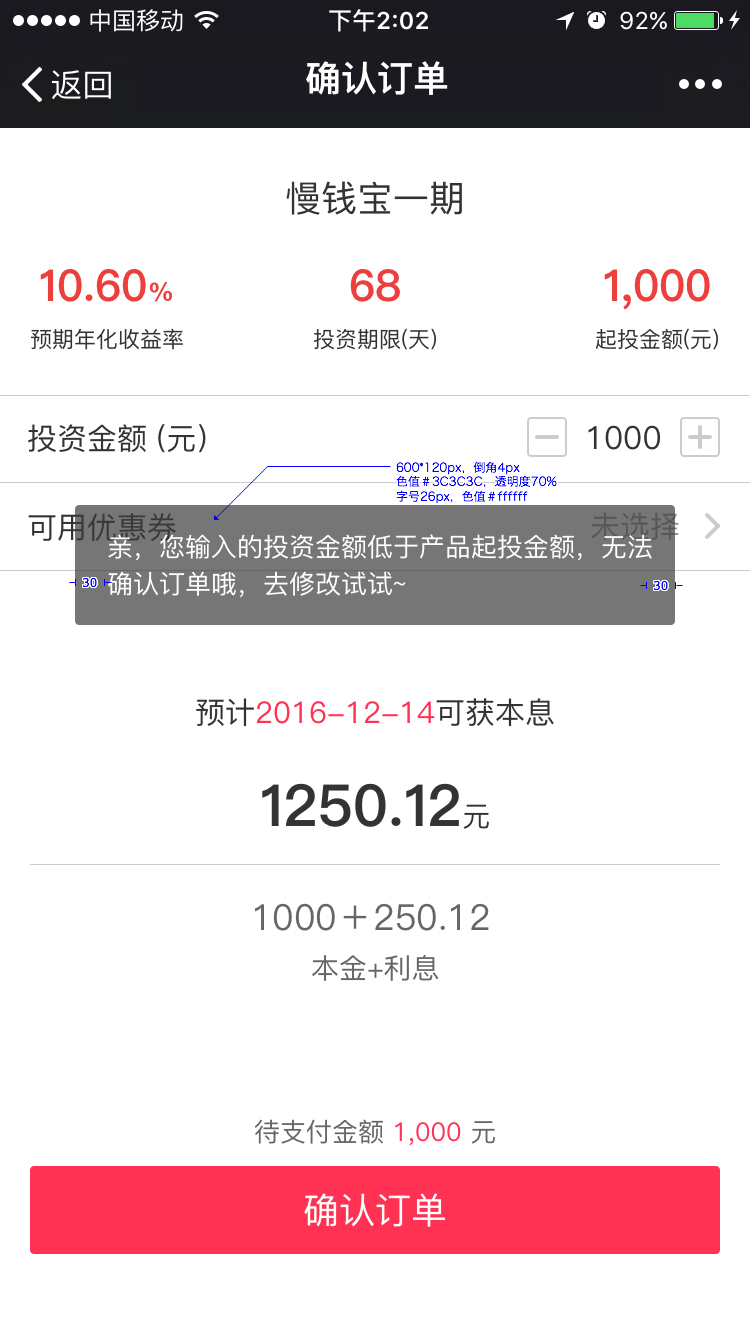 中国移动 下午2:02 92%
返回 确认订单
慢钱宝一期
10.60% 68 1,000
预期年化收益率 投资期限(天) 起投金额(元)
投资金额 (元) 1000
600*120px，倒角4px
色值＃3C3C3C，透明度70%
字号26px，色值＃ffffff
可用优惠券 未选择
亲，您输入的投资金额低于产品起投金额，无法
30 确认订单哦，去修改试试~ 30
预计2016-12-14可获本息
1250.12元
1000＋250.12
本金+利息
待支付金额 1,000 元
确认订单